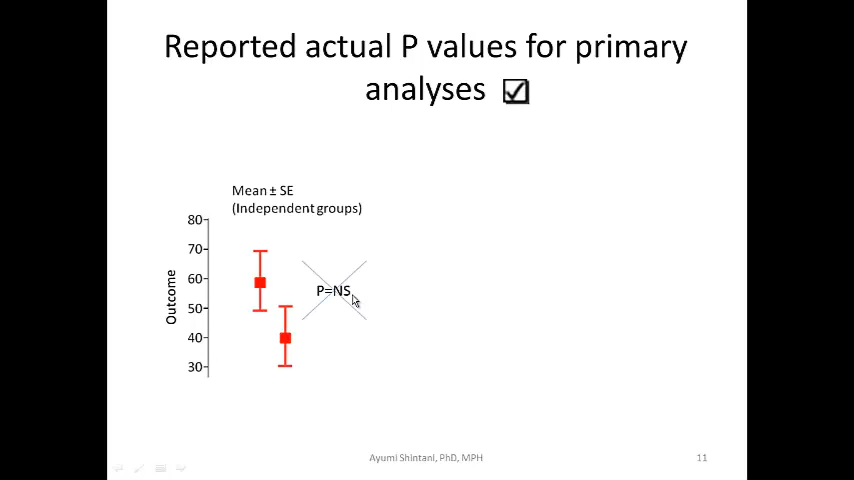 Reported actual P values for primary
analyses
Mean ± SE
(Independent groups)
80
70
60
50
40
30
Outcome
P=NS
Ayumi Shintani, PhD, MPH
11